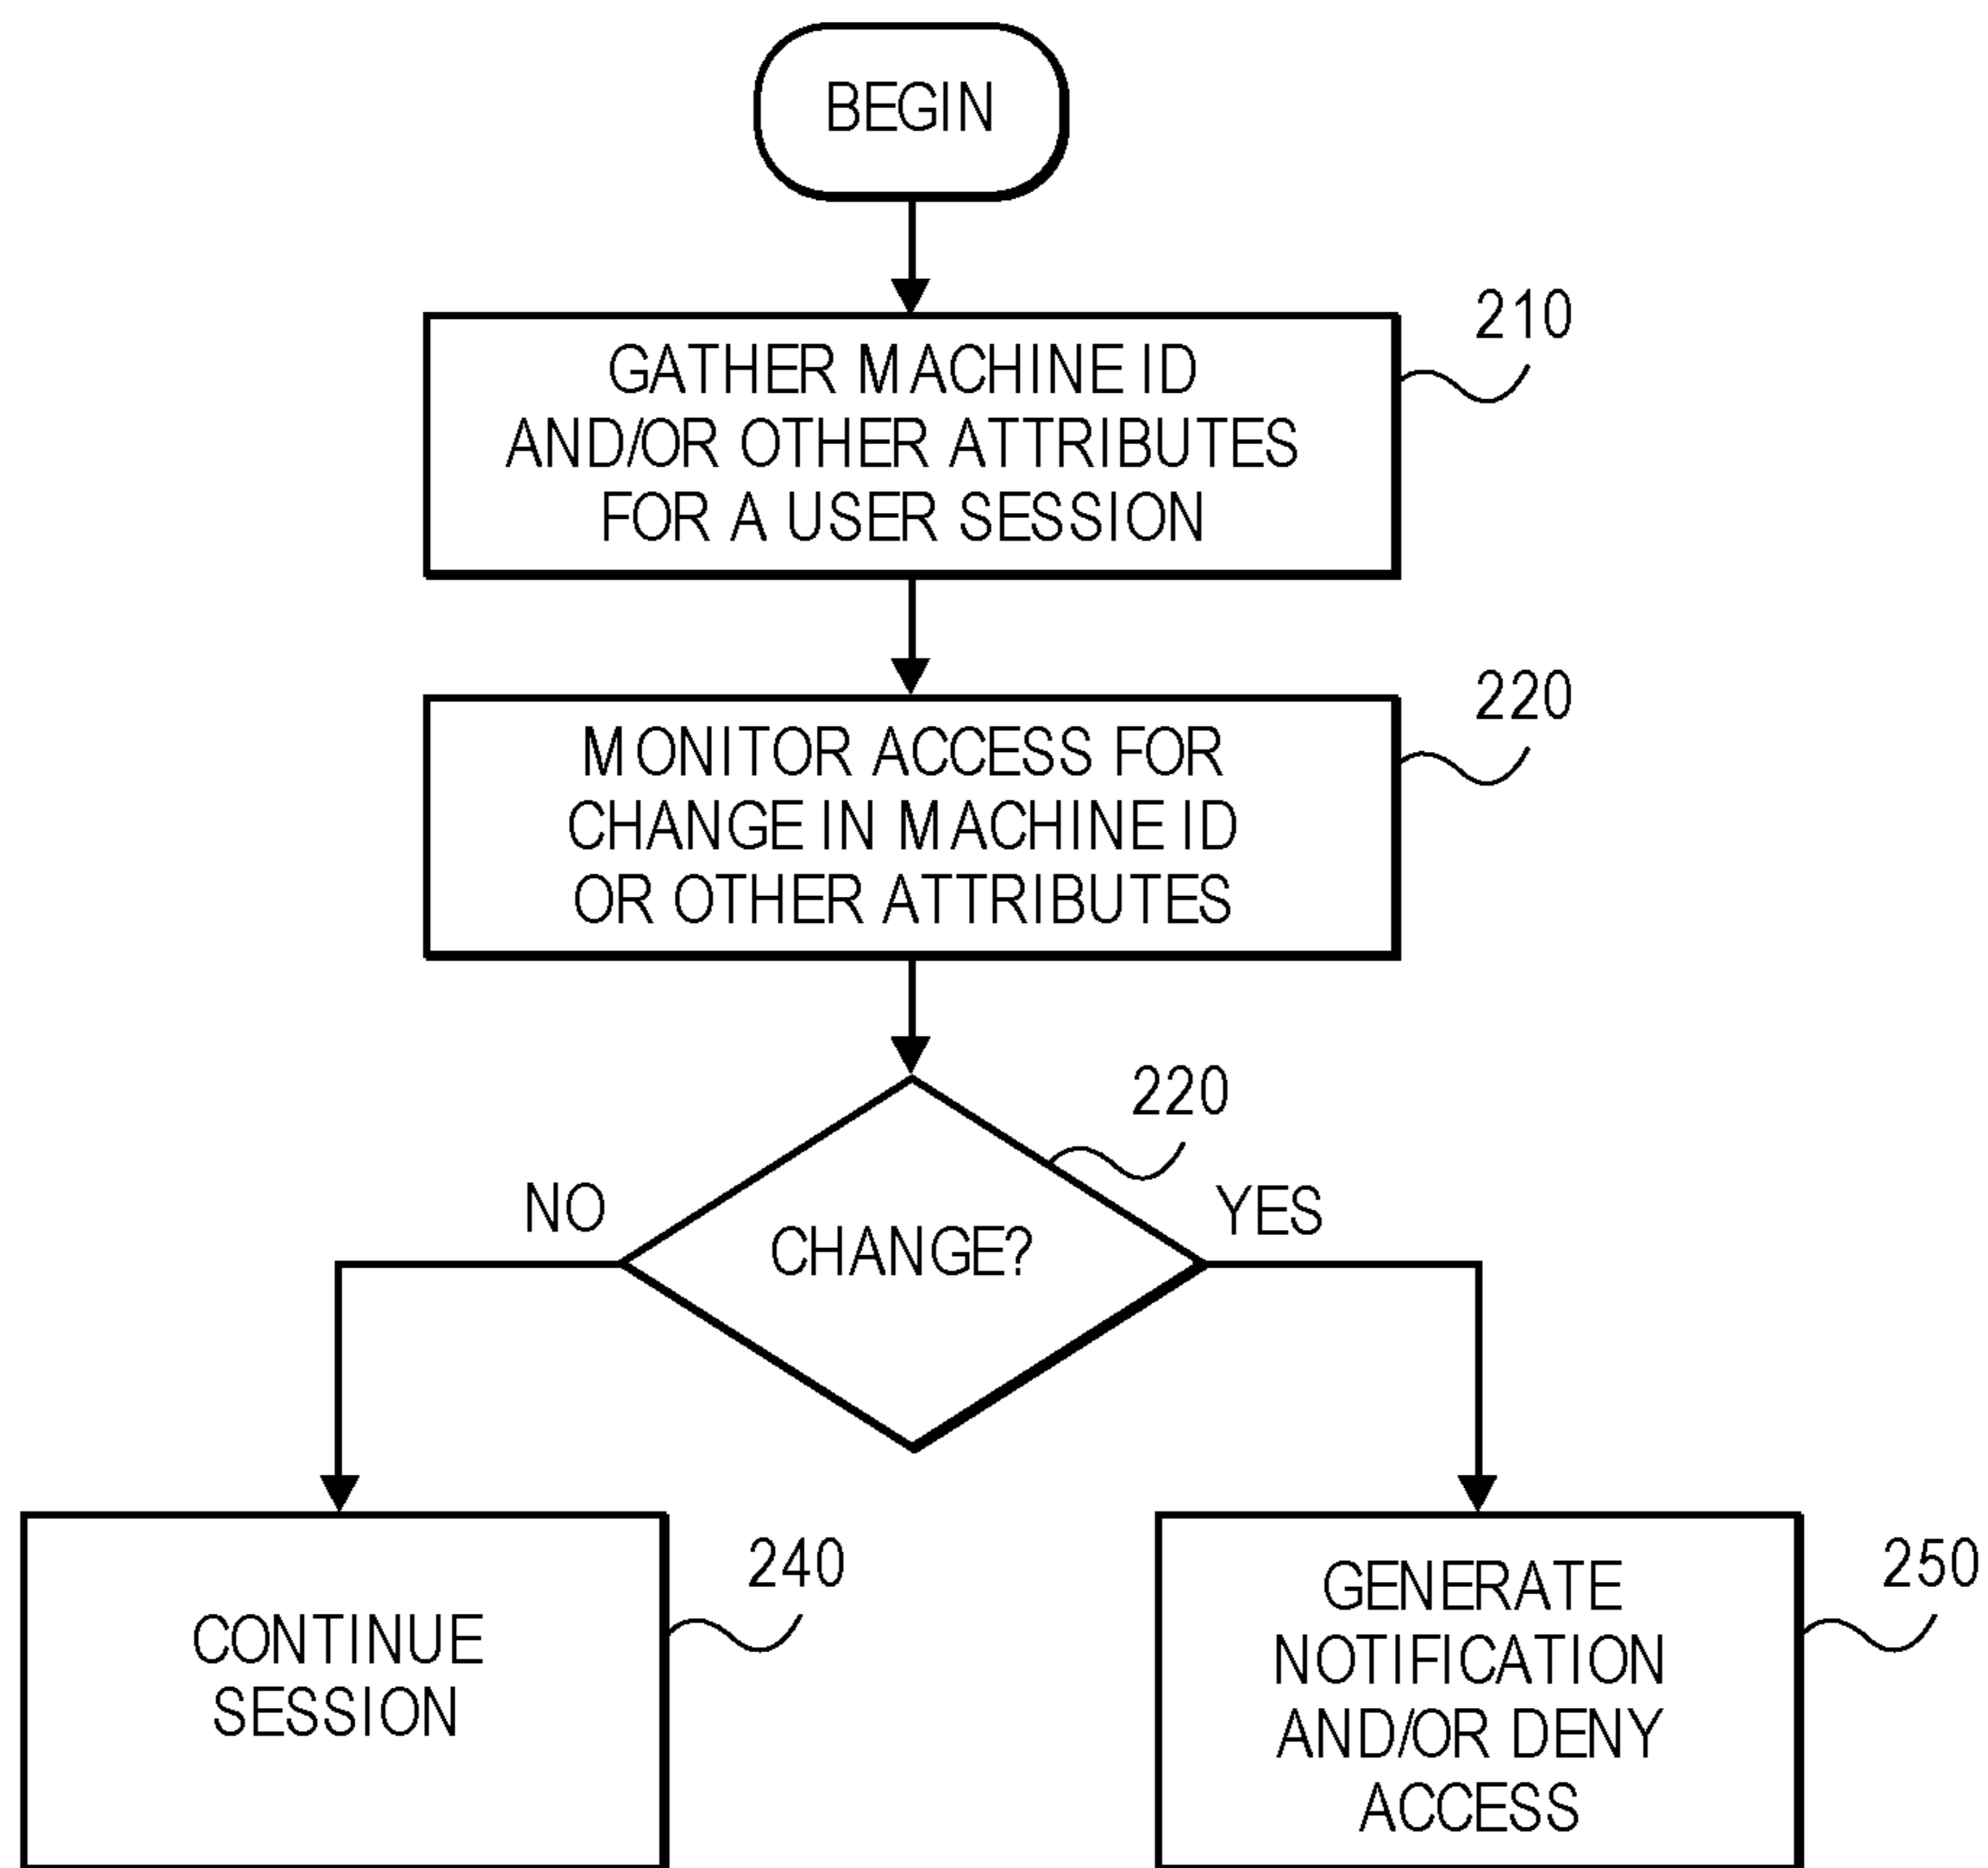 BEGIN
210
GATHER MACHINE ID
AND/OR OTHER ATTRIBUTES
FOR A USER SESSION
220
MONITOR ACCESS FOR
CHANGE IN MACHINE ID
OR OTHER ATTRIBUTES
220
NO
YES
CHANGE?
240
CONTINUE
SESSION
250
GENERATE
NOTIFICATION
AND/OR DENY
ACCESS